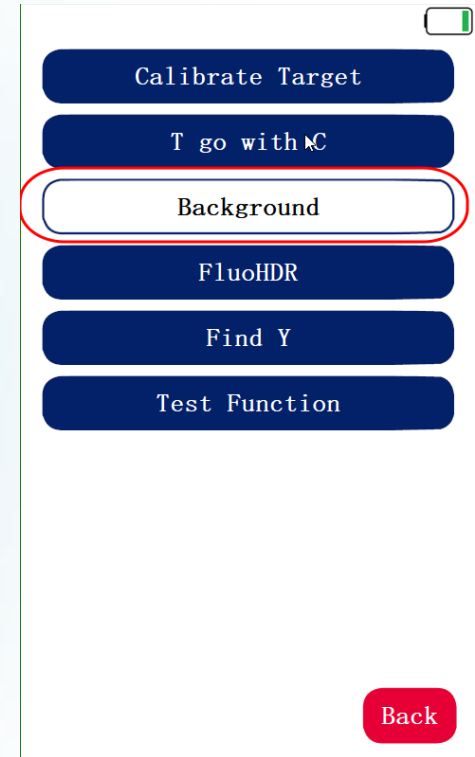 Calibrate Target
T go with C
Background
FluoHDR
Find Y
Test Function
Back